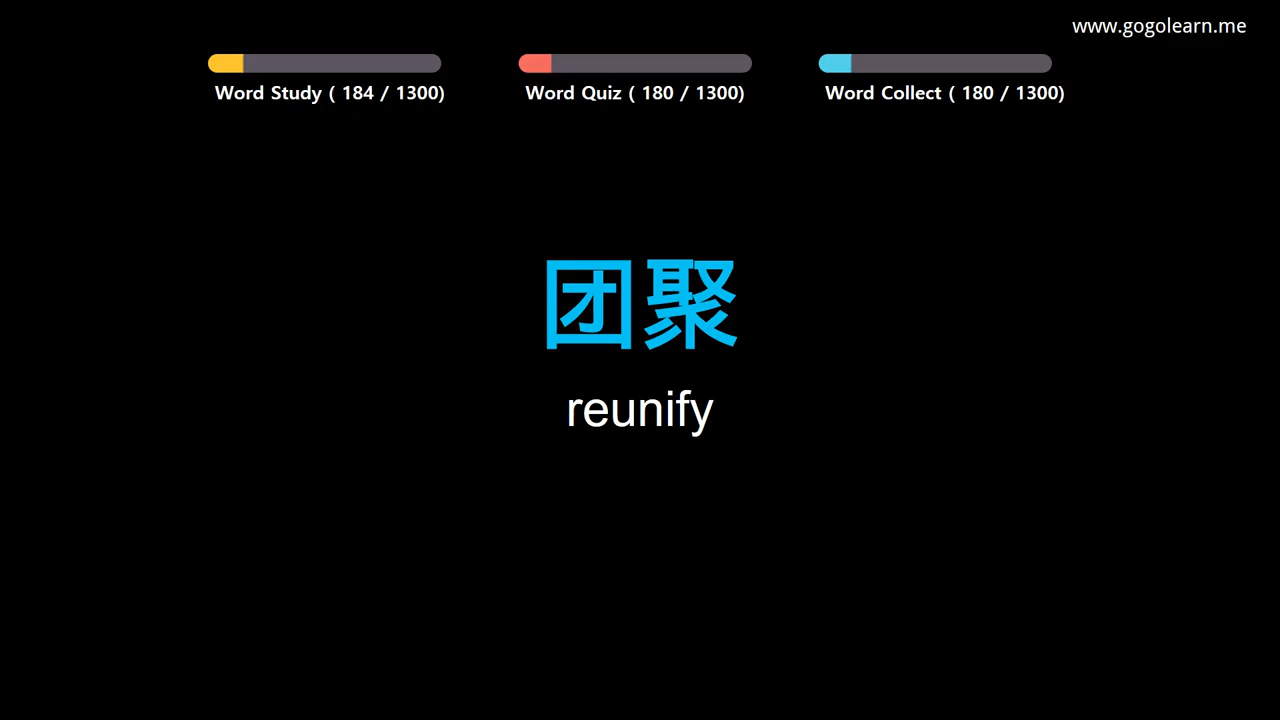 www.gogolearn.me
Word Study ( 184 / 1300)
Word Quiz ( 180 / 1300)
Word Collect ( 180 / 1300)
团聚
reunify